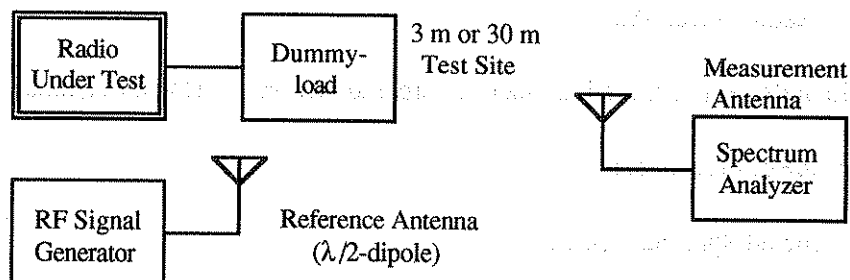 Radio
Under Test
Dummy-
load
3 m or 30 m
Test Site
Measurement
Antenna
Spectrum
Analyzer
RF Signal
Generator
Reference Antenna
(λ/2-dipole)